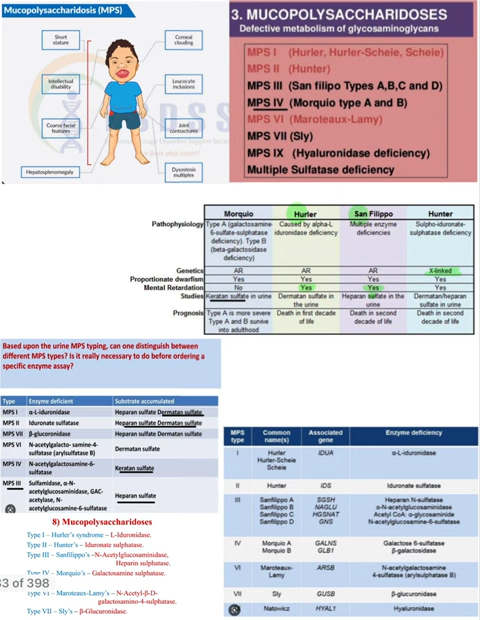 Mucopolysaccharidosis (MPS)
Short stature
Corneal clouding
Intellectual disability
Leucocyte inclusions
Coarse facial features
Joint contractures
Hepatosplenomegaly
Dysostosis multiplex
3. MUCOPOLYSACCHARIDOSES
Defective metabolism of glycosaminoglycans
MPS I (Hurler, Hurler-Scheie, Scheie)
MPS II (Hunter)
MPS III (San filipo Types A,B,C and D)
MPS IV (Morquio type A and B)
MPS VI (Maroteaux-Lamy)
MPS VII (Sly)
MPS IX (Hyaluronidase deficiency)
Multiple Sulfatase deficiency
Morquio Hurler San Filippo Hunter
Pathophysiology Type A (galactosamine 6-sulfate-sulphatase deficiency). Type B (beta-galactosidase deficiency) Caused by alpha-L iduronidase deficiency Multiple enzyme deficiencies Sulpho-iduronate-sulphatase deficiency
Genetics AR AR AR X-linked
Proportionate dwarfism Yes Yes Yes Yes
Mental Retardation No Yes Yes Yes
Studies Keratan sulfate in urine Dermatan sulfate in the urine Heparan sulfate in the urine Dermatan/heparan sulfate in urine
Prognosis Type A is more severe Type A and B survive into adulthood Death in first decade of life Death in second decade of life Death in second decade of life
Based upon the urine MPS typing, can one distinguish between
different MPS types? Is it really necessary to do before ordering a
specific enzyme assay?
Type Enzyme deficient Substrate accumulated
MPS I α-L-iduronidase Heparan sulfate Dermatan sulfate
MPS II Iduronate sulfatase Heparan sulfate Dermatan sulfate
MPS VII β-glucoronidase Heparan sulfate Dermatan sulfate
MPS VI N-acetylgalacto- samine-4-sulfatase (arylsulfatase B) Dermatan sulfate
MPS IV N-acetylgalactosamine-6-sulfatase Keratan sulfate
MPS III Sulfamidase, α-N-acetylglucosaminidase, GAC-acetylase, N-acetylglucosamine-6-sulfatase Heparan sulfate
8) Mucopolysaccharidoses
Type I – Hurler's syndrome – L-Iduronidase.
Type II – Hunter's – Iduronate sulphatase.
Type III – Sanfilippo's –N-Acetylglucosaminidase,
Heparin sulphatase.
Type IV – Morquio's – Galactosamine sulphatase.
33 of 398
Type VI – Maroteaux-Lamy's – N-Acetyl-β-D-
galactosamino-4-sulphatase.
Type VII – Sly's – β-Glucuronidase.
MPS type Common name(s) Associated gene Enzyme deficiency
I Hurler Hurler-Scheie Scheie IDUA α-L-iduronidase
II Hunter IDS Iduronate sulfatase
III Sanfilippo A SGSH Heparan N-sulfatase
Sanfilippo B NAGLU α-N-acetylglucosaminidase
Sanfilippo C HGSNAT Acetyl CoA: α-glycosaminide
Sanfilippo D GNS N-acetylglucosamine-6-sulfatase
IV Morquio A GALNS Galactose 6-sulfatase
Morquio B GLB1 β-galactosidase
VI Maroteaux-Lamy ARSB N-acetylgalactosamine 4-sulfatase (arylsulphatase B)
VII Sly GUSB β-glucuronidase
Natowicz HYAL1 Hyaluronidase